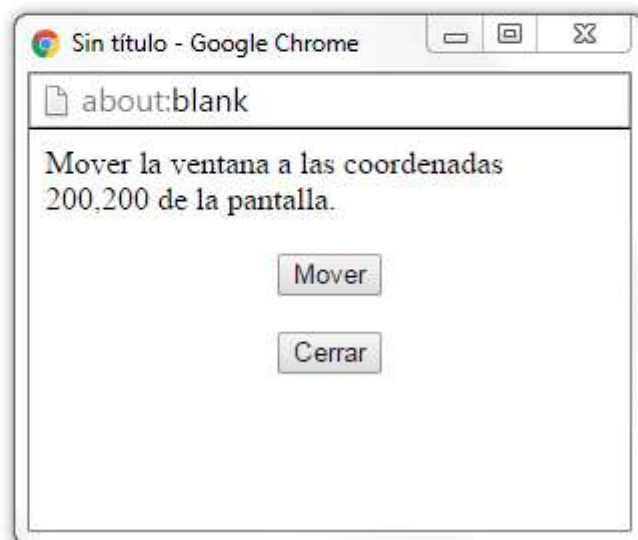 Sin título - Google Chrome
about:blank
Mover la ventana a las coordenadas
200,200 de la pantalla.
Mover
Cerrar